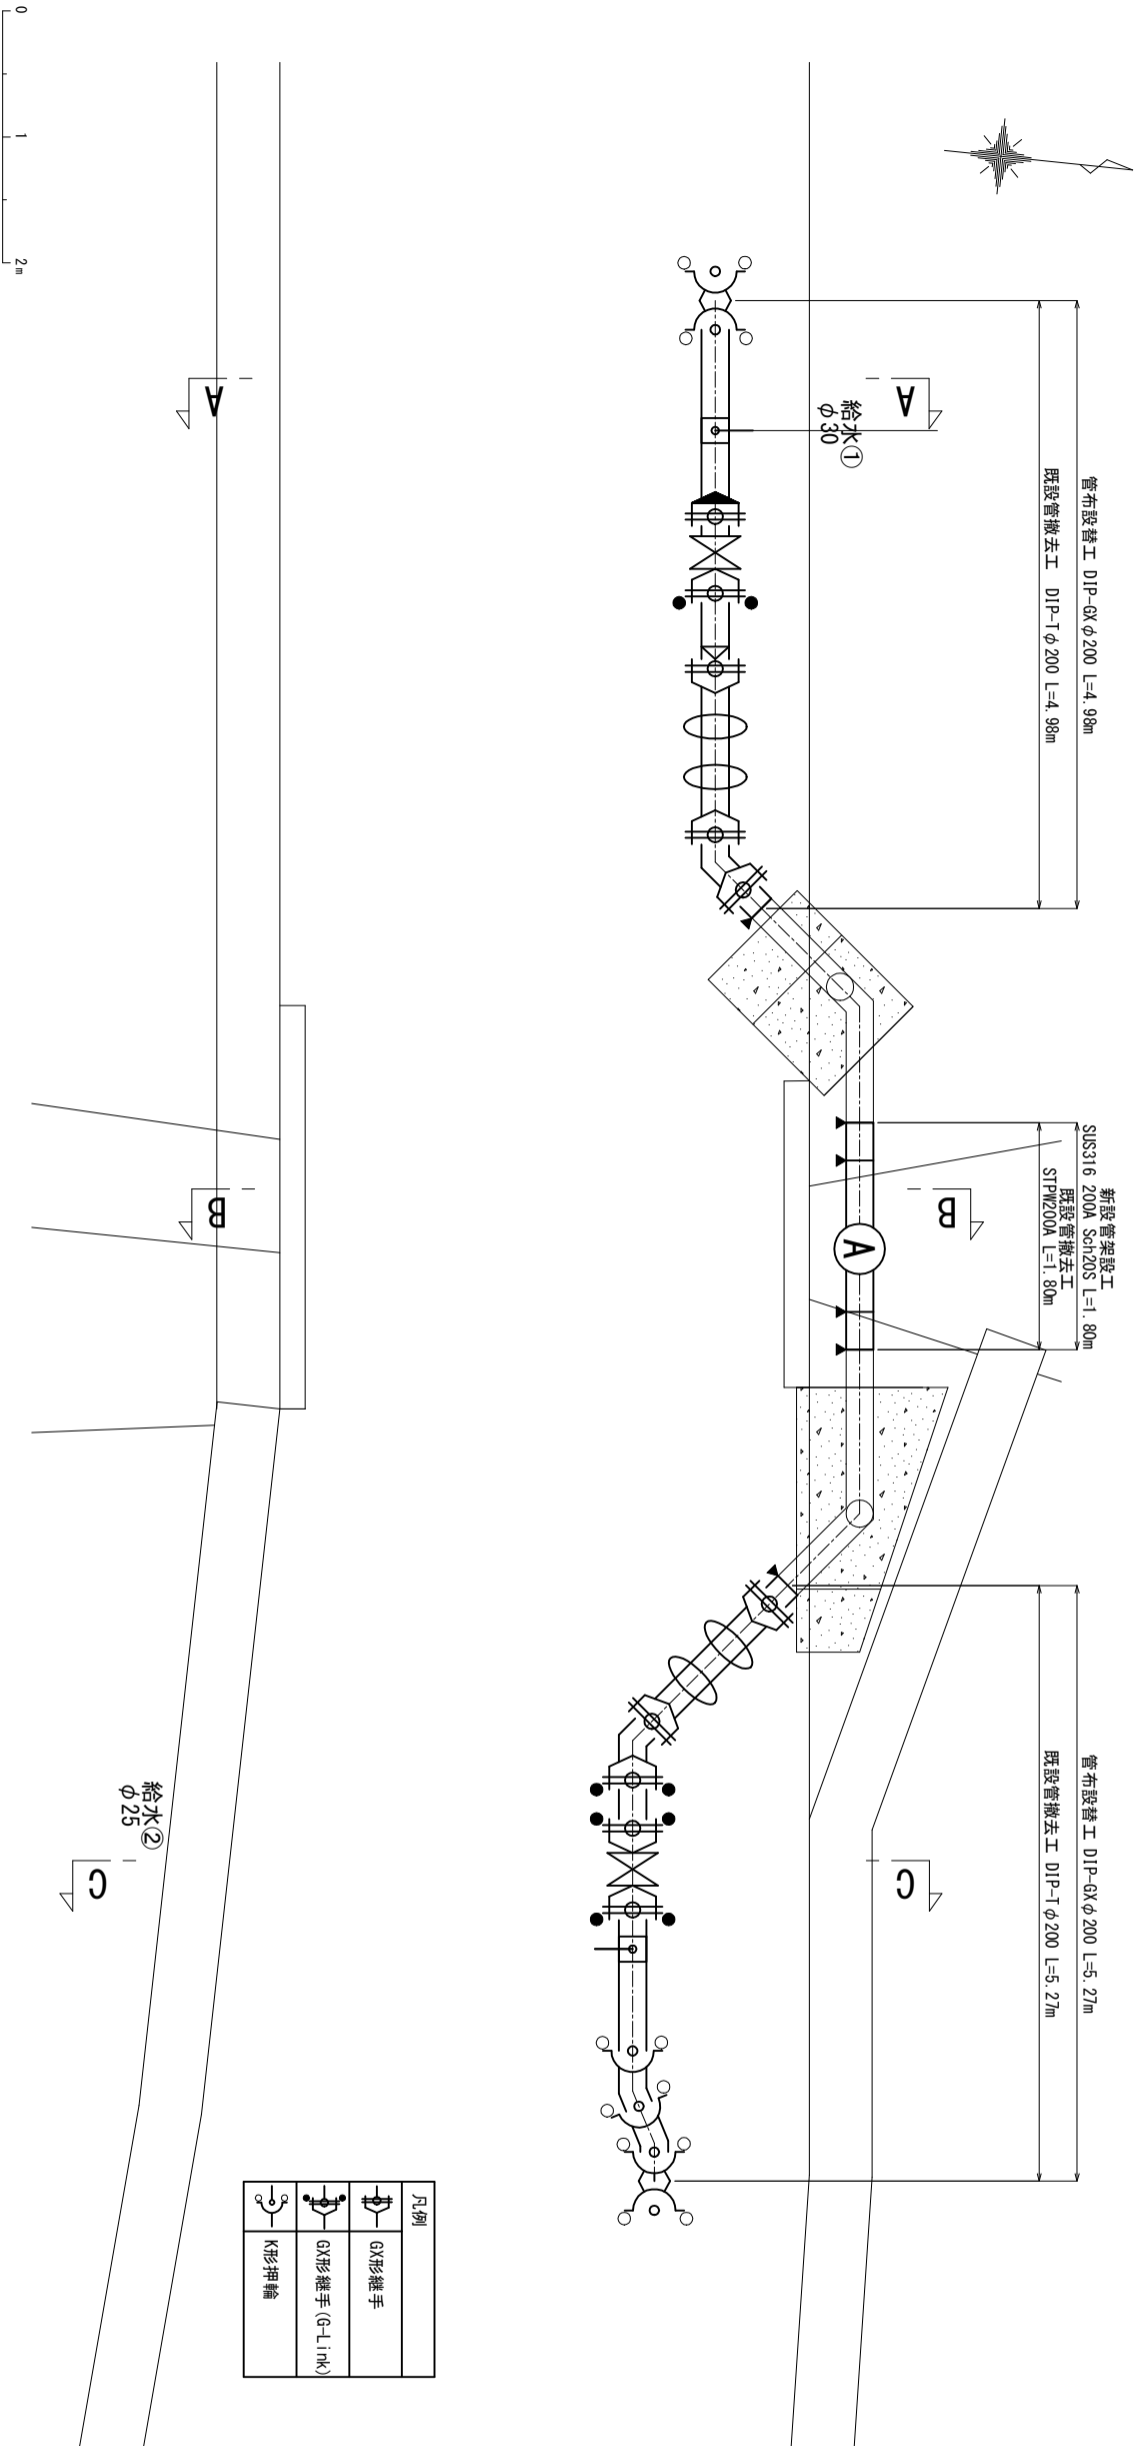 管布設替工 DIP-GXφ200 L=4.98m
既設管撤去工 DIP-Tφ200 L=4.98m
新設管架設工
SUS316 200A Sch20S L=1.80m
既設管撤去工
STPW200A L=1.80m
管布設替工 DIP-GXφ200 L=5.27m
既設管撤去工 DIP-Tφ200 L=5.27m
A
B
C
給水①
φ30
A
A
B
C
給水②
φ25
凡例
GX形継手
GX形継手(G-Link)
K形押輪
0
1
2m